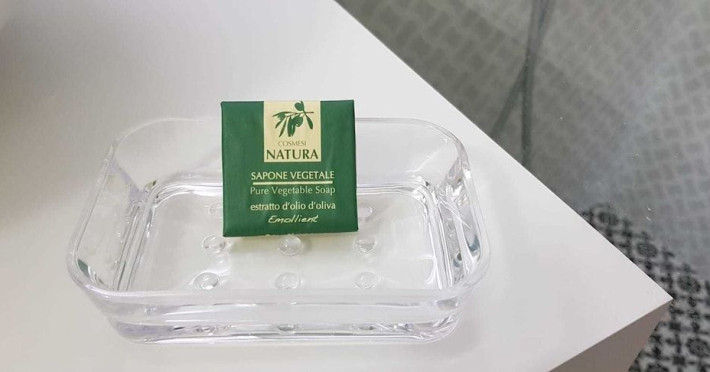 COSMESI
NATURA
SAPONE VEGETALE
Pure Vegetable Soap
estratto d'olio d'oliva
Emollient